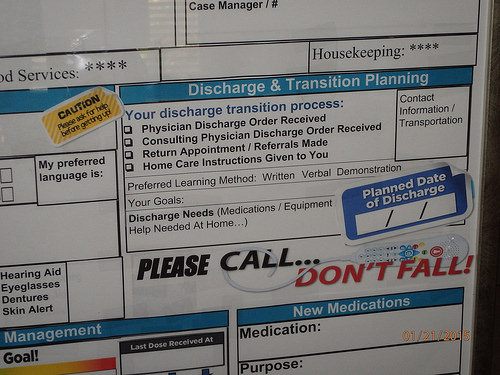 Case Manager / #
Housekeeping: ****
od Services: ****
Discharge & Transition Planning
CAUTION
Please ask for help
before getting up!
Your discharge transition process:
Physician Discharge Order Received
Consulting Physician Discharge Order Received
Return Appointment / Referrals Made
Home Care Instructions Given to You
Contact
Information /
Transportation
My preferred
language is:
Preferred Learning Method: Written Verbal Demonstration
Your Goals:
Discharge Needs (Medications / Equipment
Help Needed At Home...)
Planned Date
of Discharge
/ /
PLEASE CALL...
DON'T FALL!
Hearing Aid
Eyeglasses
Dentures
Skin Alert
Management
Goal!
Last Dose Received At
New Medications
Medication:
Purpose:
01/21/2015